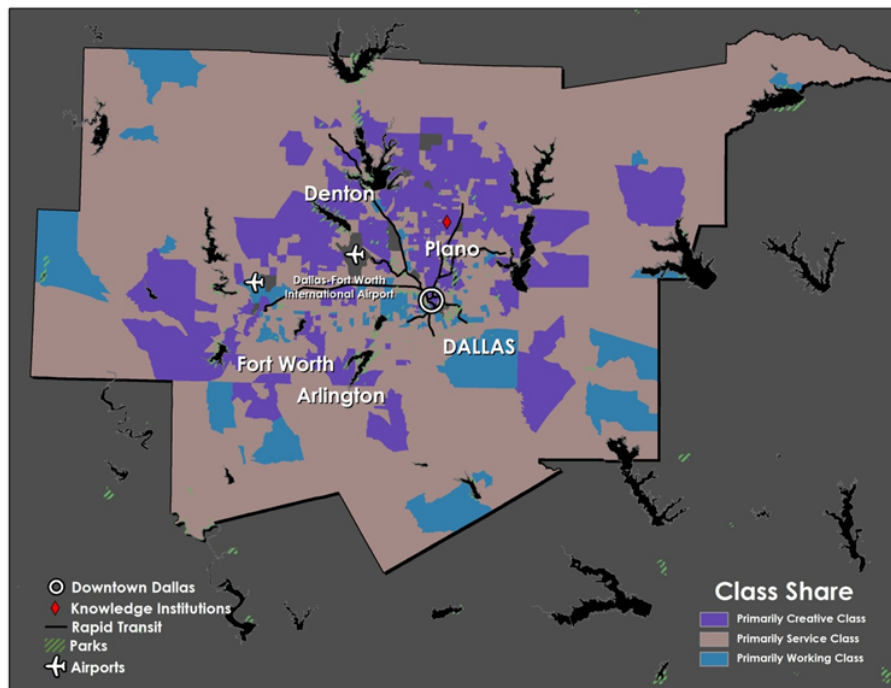 Denton
Plano
Dallas-Fort Worth
International Airport
DALLAS
Fort Worth
Arlington
Downtown Dallas
Knowledge Institutions
Rapid Transit
Parks
Airports
Class Share
Primarily Creative Class
Primarily Service Class
Primarily Working Class